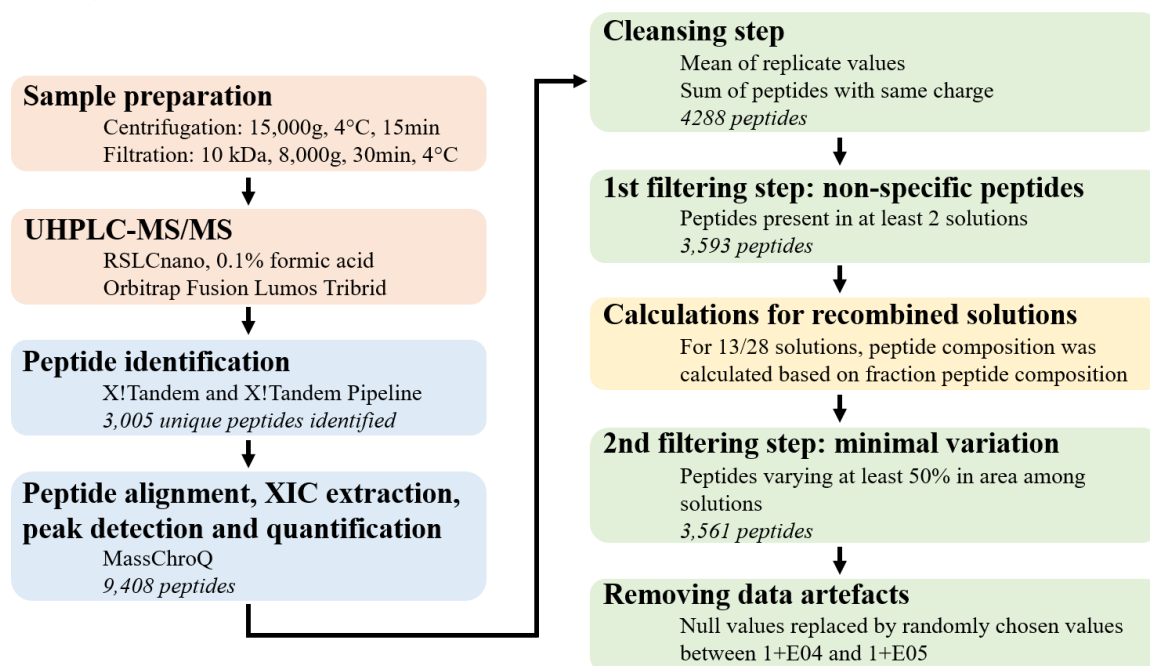 Sample preparation
Centrifugation: 15,000g, 4°C, 15min
Filtration: 10 kDa, 8,000g, 30min, 4°C
UHPLC-MS/MS
RSLCnano, 0.1% formic acid
Orbitrap Fusion Lumos Tribrid
Peptide identification
X!Tandem and X!Tandem Pipeline
3,005 unique peptides identified
Peptide alignment, XIC extraction,
peak detection and quantification
MassChroQ
9,408 peptides
Cleansing step
Mean of replicate values
Sum of peptides with same charge
4288 peptides
1st filtering step: non-specific peptides
Peptides present in at least 2 solutions
3,593 peptides
Calculations for recombined solutions
For 13/28 solutions, peptide composition was
calculated based on fraction peptide composition
2nd filtering step: minimal variation
Peptides varying at least 50% in area among
solutions
3,561 peptides
Removing data artefacts
Null values replaced by randomly chosen values
between 1+E04 and 1+E05